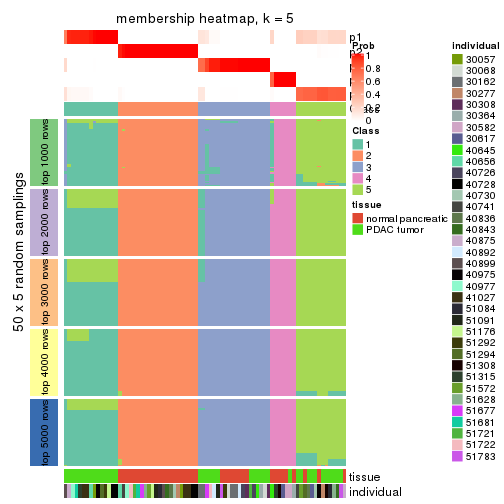 membership heatmap, k = 5
p1
Prob
1
0.8
0.6
0.4
0
Class
1
2
3
4
5
tissue
normal pancreatic
PDAC tumor
50 x 5 random samplings
top 1000 rows
top 2000 rows
top 3000 rows
top 4000 rows
top 5000 rows
tissue
individual
individual
30057
30068
30162
30277
30308
30364
30582
30617
40645
40656
40726
40728
40730
40741
40836
40843
40875
40892
40899
40975
40977
41027
51084
51091
51176
51292
51294
51308
51315
51572
51628
51677
51681
51721
51722
51783